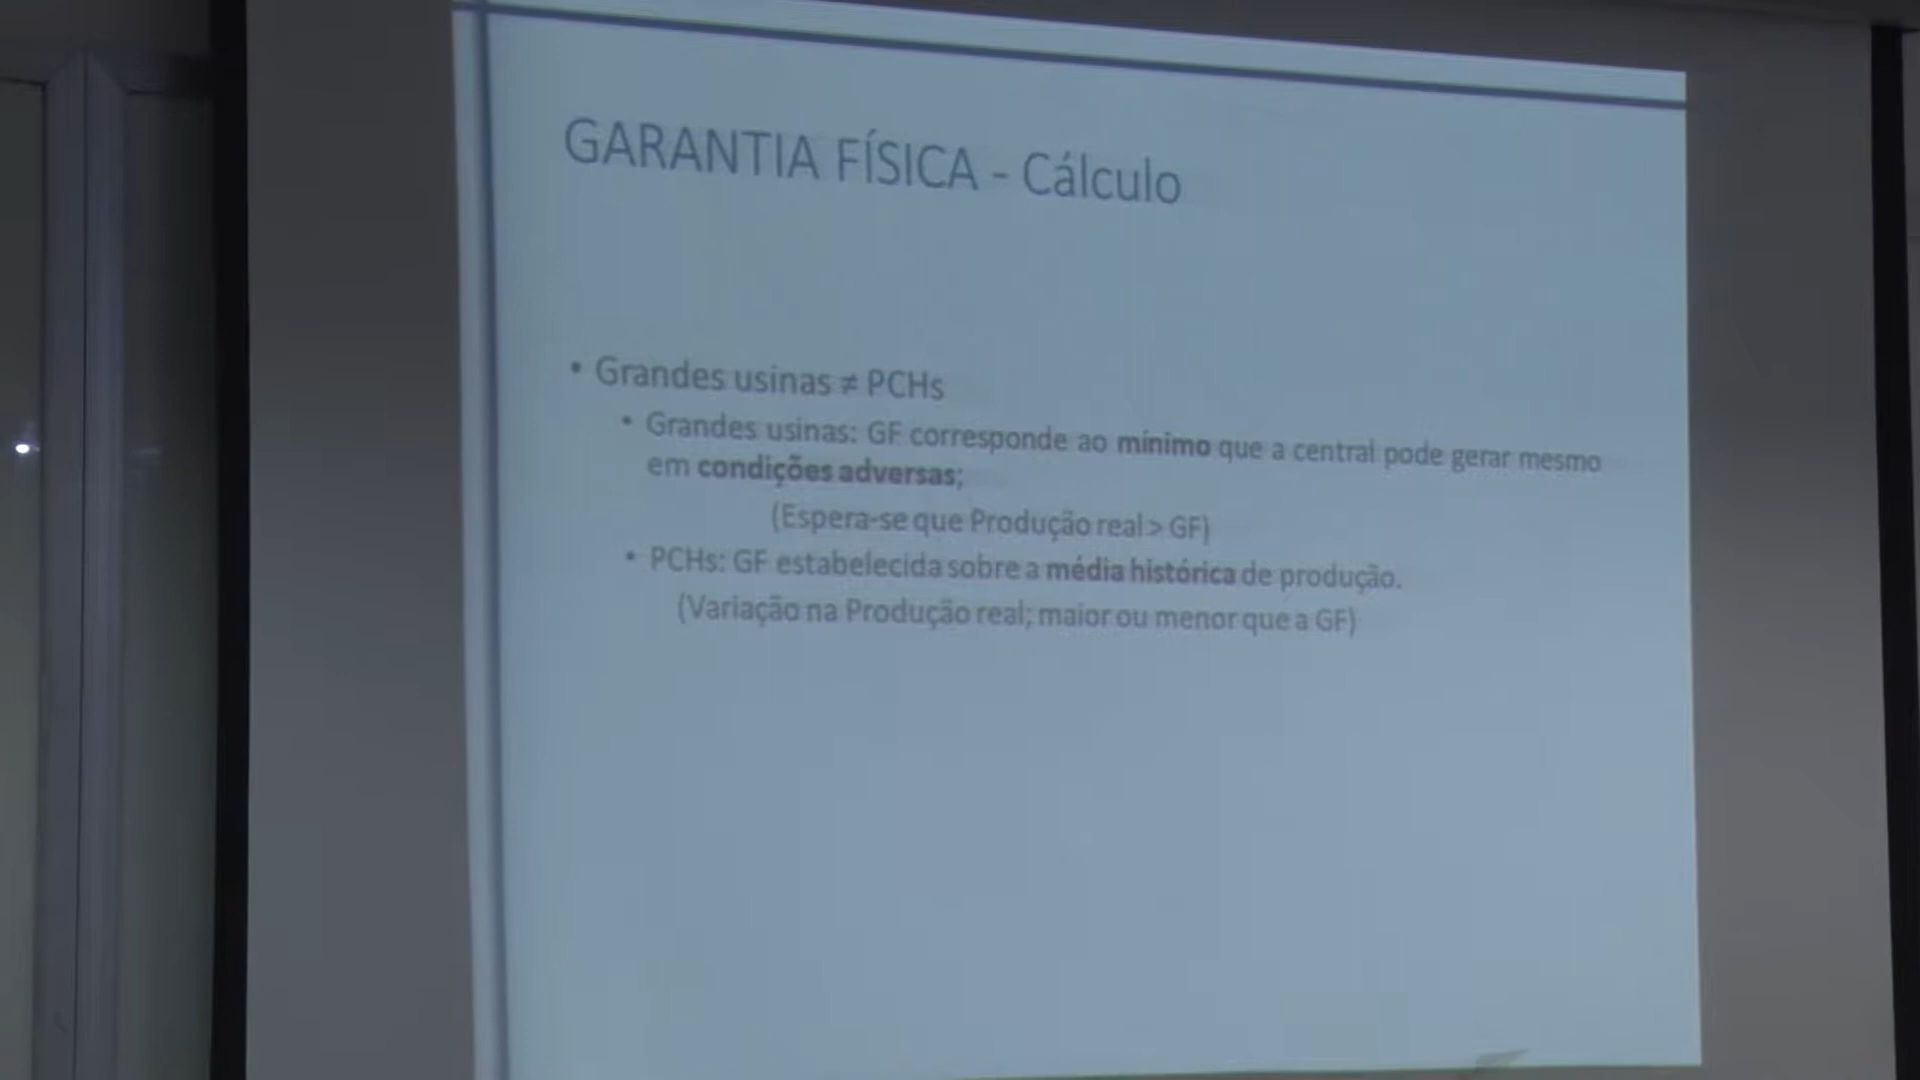 GARANTIA FÍSICA - Cálculo
• Grandes usinas ≠ PCHs
• Grandes usinas: GF corresponde ao mínimo que a central pode gerar mesmo
em condições adversas;
(Espera-se que Produção real > GF)
• PCHs: GF estabelecida sobre a média histórica de produção.
(Variação na Produção real; maior ou menor que a GF)